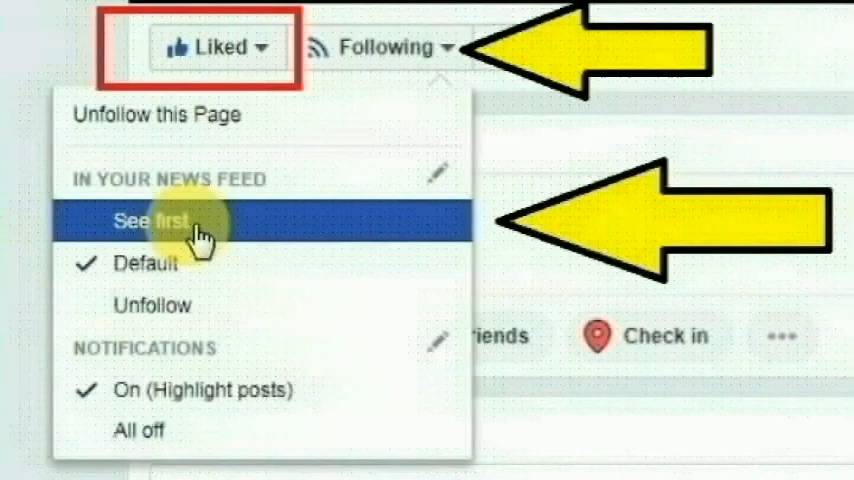 Liked Following
Unfollow this Page
IN YOUR NEWS FEED
See first
Default
Unfollow
riends Check in
NOTIFICATIONS
On (Highlight posts)
All off